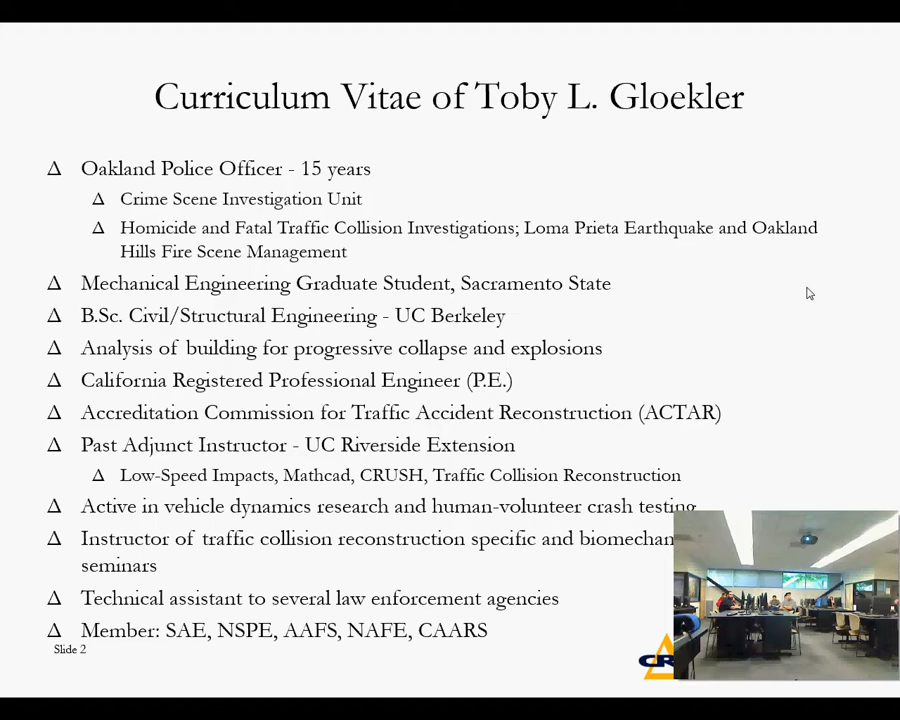 Curriculum Vitae of Toby L. Gloekler
Δ Oakland Police Officer - 15 years
Δ Crime Scene Investigation Unit
Δ Homicide and Fatal Traffic Collision Investigations; Loma Prieta Earthquake and Oakland
Hills Fire Scene Management
Δ Mechanical Engineering Graduate Student, Sacramento State
Δ B.Sc. Civil/Structural Engineering - UC Berkeley
Δ Analysis of building for progressive collapse and explosions
Δ California Registered Professional Engineer (P.E.)
Δ Accreditation Commission for Traffic Accident Reconstruction (ACTAR)
Δ Past Adjunct Instructor - UC Riverside Extension
Δ Low-Speed Impacts, Mathcad, CRUSH, Traffic Collision Reconstruction
Δ Active in vehicle dynamics research and human-volunteer crash testing
Δ Instructor of traffic collision reconstruction specific and biomechan
seminars
Δ Technical assistant to several law enforcement agencies
Δ Member: SAE, NSPE, AAFS, NAFE, CAARS
Slide 2
CR